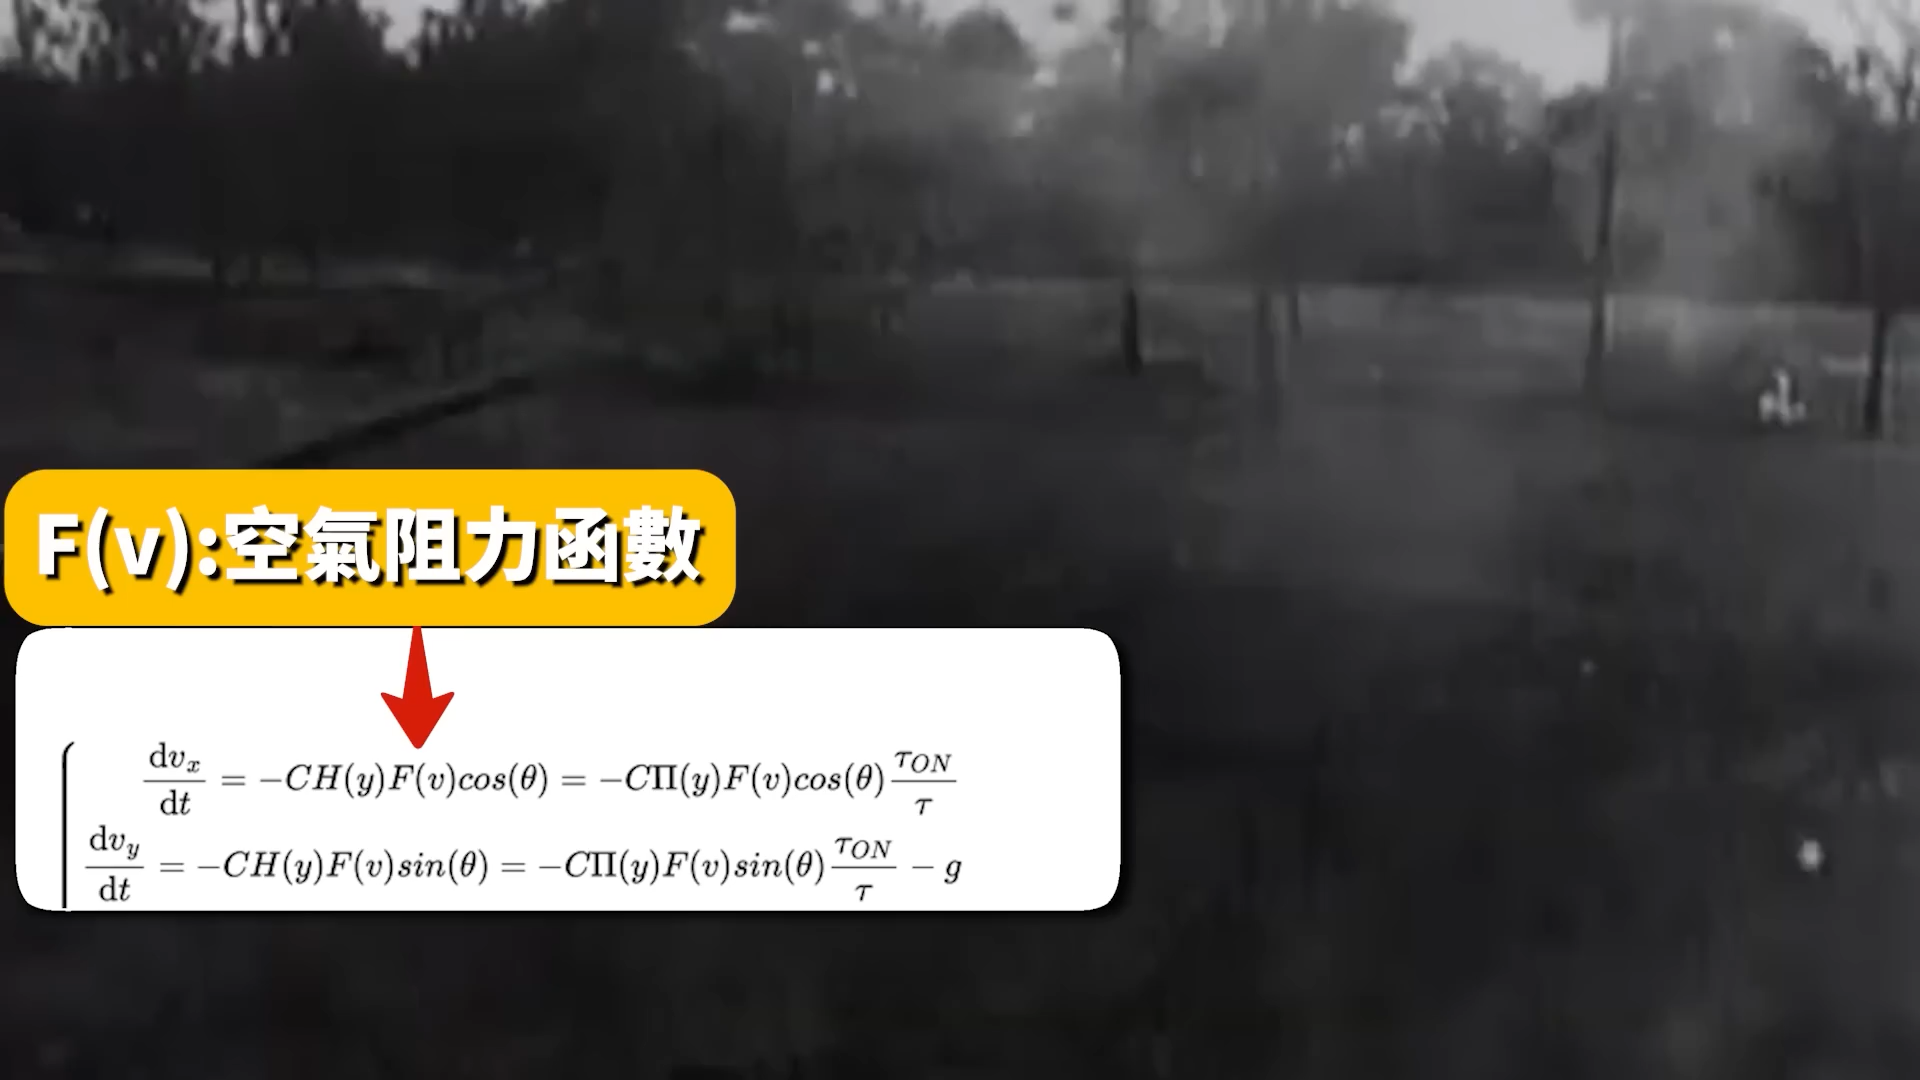 F(v):空氣阻力函數
dv_x/dt = −CH(y)F(v)cos(θ) = −CΠ(y)F(v)cos(θ) τ_ON/τ
dv_y/dt = −CH(y)F(v)sin(θ) = −CΠ(y)F(v)sin(θ) τ_ON/τ − g